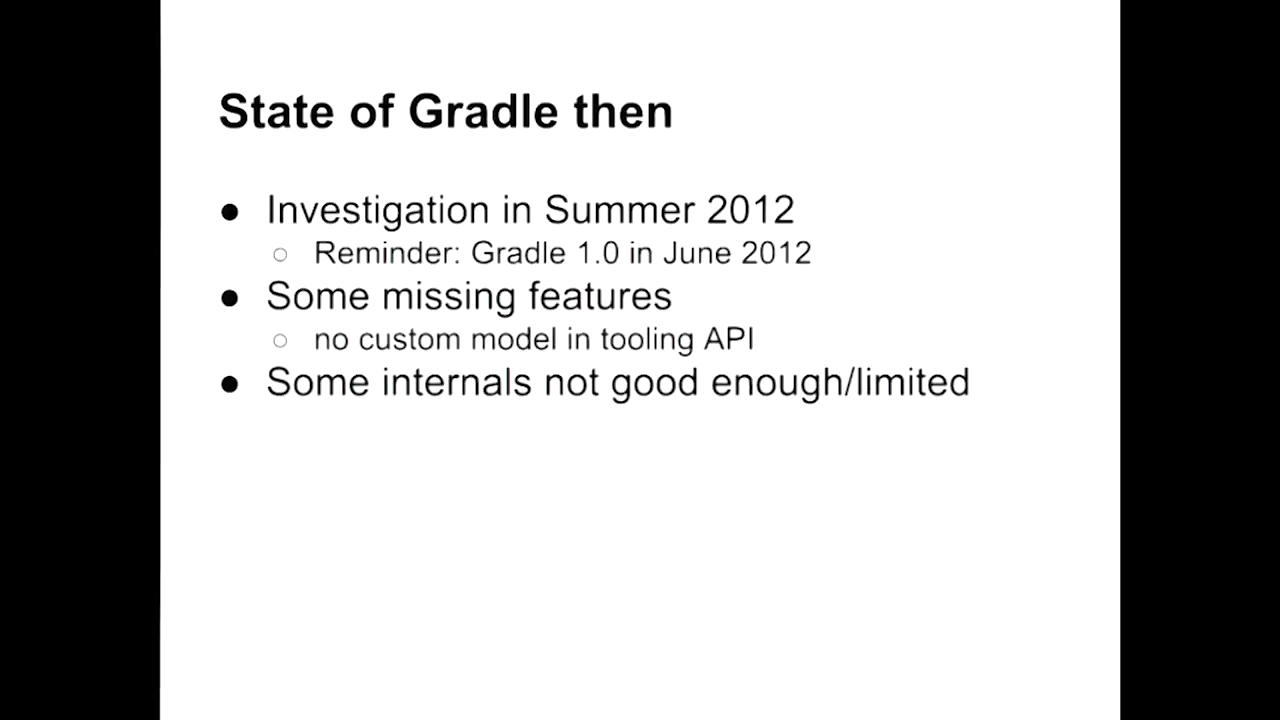 State of Gradle then
● Investigation in Summer 2012
○ Reminder: Gradle 1.0 in June 2012
● Some missing features
○ no custom model in tooling API
● Some internals not good enough/limited